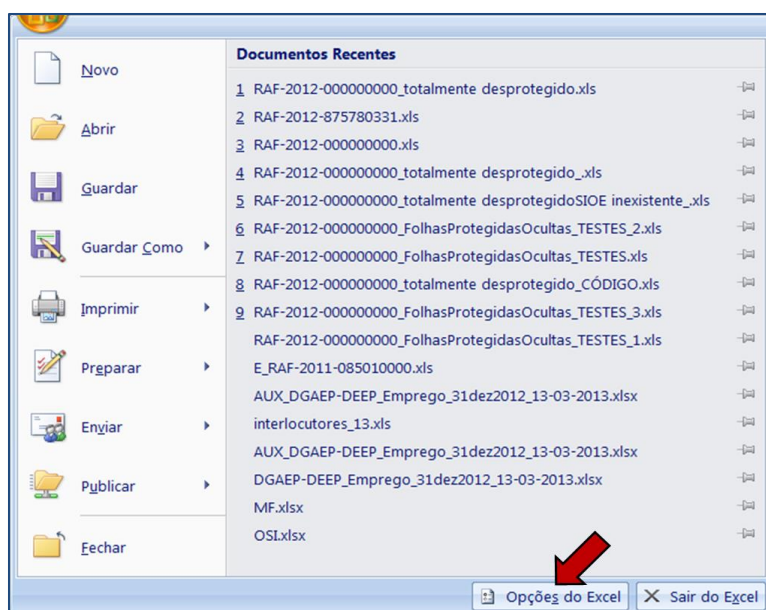 Novo
Abrir
Guardar
Guardar Como
Imprimir
Preparar
Enviar
Publicar
Fechar
Documentos Recentes
1 RAF-2012-000000000_totalmente desprotegido.xls
2 RAF-2012-875780331.xls
3 RAF-2012-000000000.xls
4 RAF-2012-000000000_totalmente desprotegido_.xls
5 RAF-2012-000000000_totalmente desprotegidoSIOE inexistente_.xls
6 RAF-2012-000000000_FolhasProtegidasOcultas_TESTES_2.xls
7 RAF-2012-000000000_FolhasProtegidasOcultas_TESTES.xls
8 RAF-2012-000000000_totalmente desprotegido_CÓDIGO.xls
9 RAF-2012-000000000_FolhasProtegidasOcultas_TESTES_3.xls
RAF-2012-000000000_FolhasProtegidasOcultas_TESTES_1.xls
E_RAF-2011-085010000.xls
AUX_DGAEP-DEEP_Emprego_31dez2012_13-03-2013.xlsx
interlocutores_13.xls
AUX_DGAEP-DEEP_Emprego_31dez2012_13-03-2013.xlsx
DGAEP-DEEP_Emprego_31dez2012_13-03-2013.xlsx
MF.xlsx
OSI.xlsx
Opções do Excel
Sair do Excel